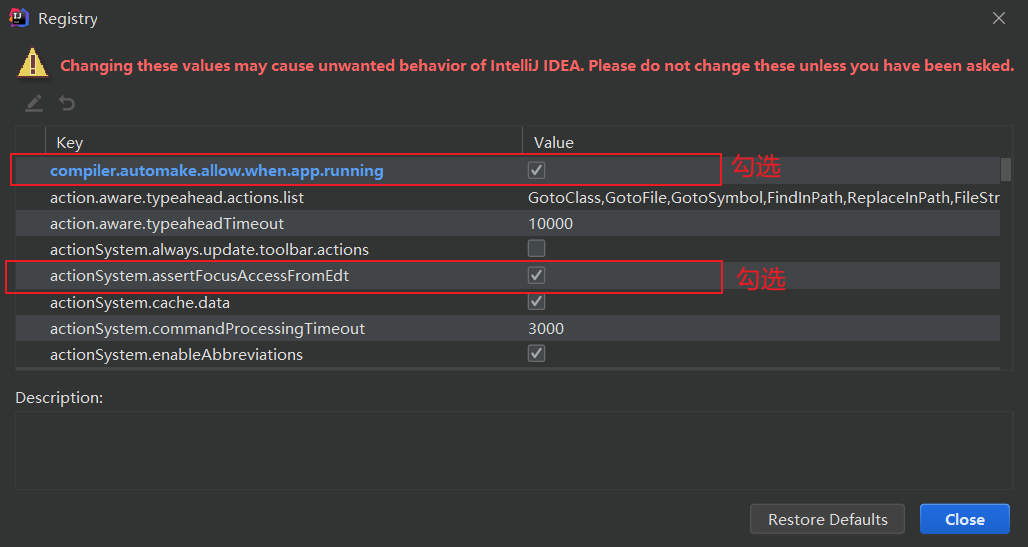 Registry
Changing these values may cause unwanted behavior of IntelliJ IDEA. Please do not change these unless you have been asked.
Key Value
compiler.automake.allow.when.app.running 勾选
action.aware.typeahead.actions.list GotoClass,GotoFile,GotoSymbol,FindInPath,ReplaceInPath,FileStr
action.aware.typeaheadTimeout 10000
actionSystem.always.update.toolbar.actions
actionSystem.assertFocusAccessFromEdt 勾选
actionSystem.cache.data
actionSystem.commandProcessingTimeout 3000
actionSystem.enableAbbreviations
Description:
Restore Defaults Close